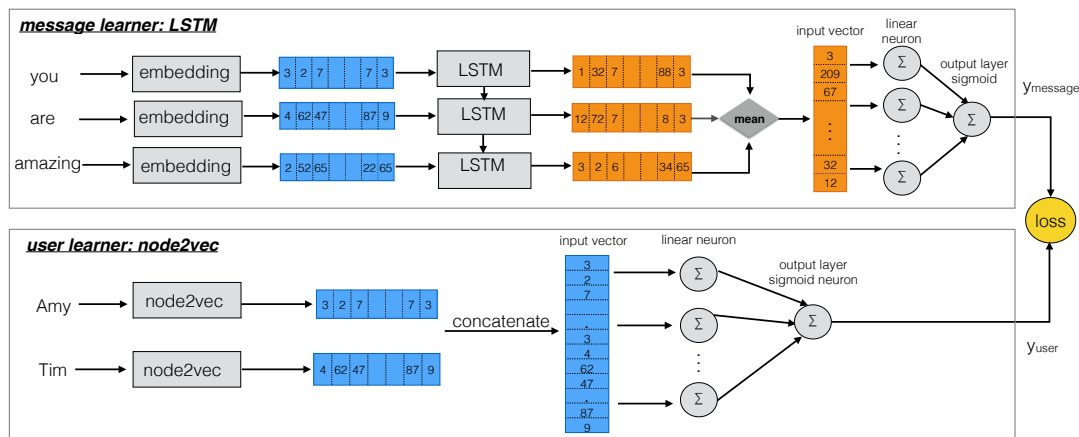 message learner: LSTM
you
embedding
3 2 7 7 3
LSTM
1 32 7 88 3
are
embedding
4 62 47 87 9
LSTM
12 72 7 8 3
mean
amazing
embedding
2 52 65 22 65
LSTM
3 2 6 34 65
input vector
3
209
67
.
.
.
32
12
linear
neuron
Σ
Σ
.
.
.
Σ
output layer
sigmoid
Σ
ymessage
loss
user learner: node2vec
Amy
node2vec
3 2 7 7 3
Tim
node2vec
4 62 47 87 9
concatenate
input vector
3
2
7
.
3
4
62
47
.
87
9
linear neuron
Σ
Σ
.
.
.
Σ
output layer
sigmoid neuron
Σ
yuser